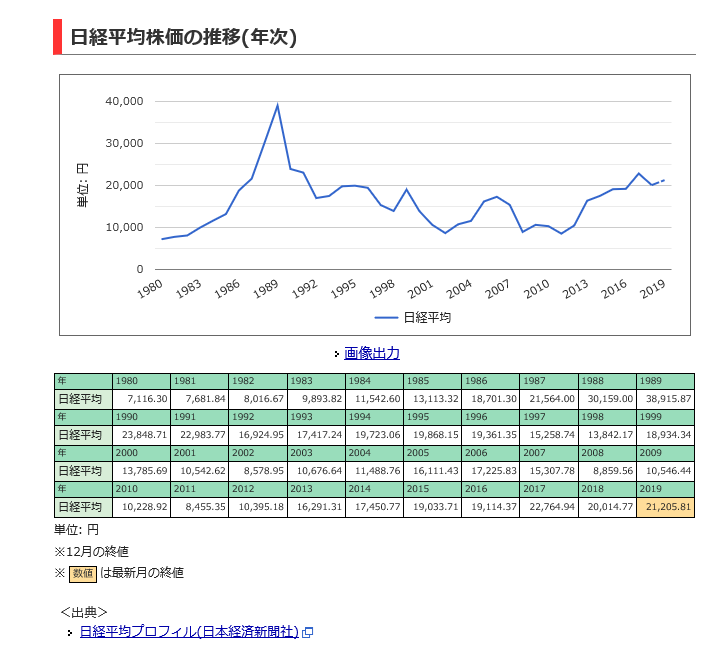 日経平均株価の推移(年次)
40,000
30,000
20,000
10,000
0
単位: 円
1980 1983 1986 1989 1992 1995 1998 2001 2004 2007 2010 2013 2016 2019
日経平均
画像出力
年 1980 1981 1982 1983 1984 1985 1986 1987 1988 1989
日経平均 7,116.30 7,681.84 8,016.67 9,893.82 11,542.60 13,113.32 18,701.30 21,564.00 30,159.00 38,915.87
年 1990 1991 1992 1993 1994 1995 1996 1997 1998 1999
日経平均 23,848.71 22,983.77 16,924.95 17,417.24 19,723.06 19,868.15 19,361.35 15,258.74 13,842.17 18,934.34
年 2000 2001 2002 2003 2004 2005 2006 2007 2008 2009
日経平均 13,785.69 10,542.62 8,578.95 10,676.64 11,488.76 16,111.43 17,225.83 15,307.78 8,859.56 10,546.44
年 2010 2011 2012 2013 2014 2015 2016 2017 2018 2019
日経平均 10,228.92 8,455.35 10,395.18 16,291.31 17,450.77 19,033.71 19,114.37 22,764.94 20,014.77 21,205.81
単位: 円
※12月の終値
※ 数値 は最新月の終値
＜出典＞
日経平均プロフィル(日本経済新聞社)